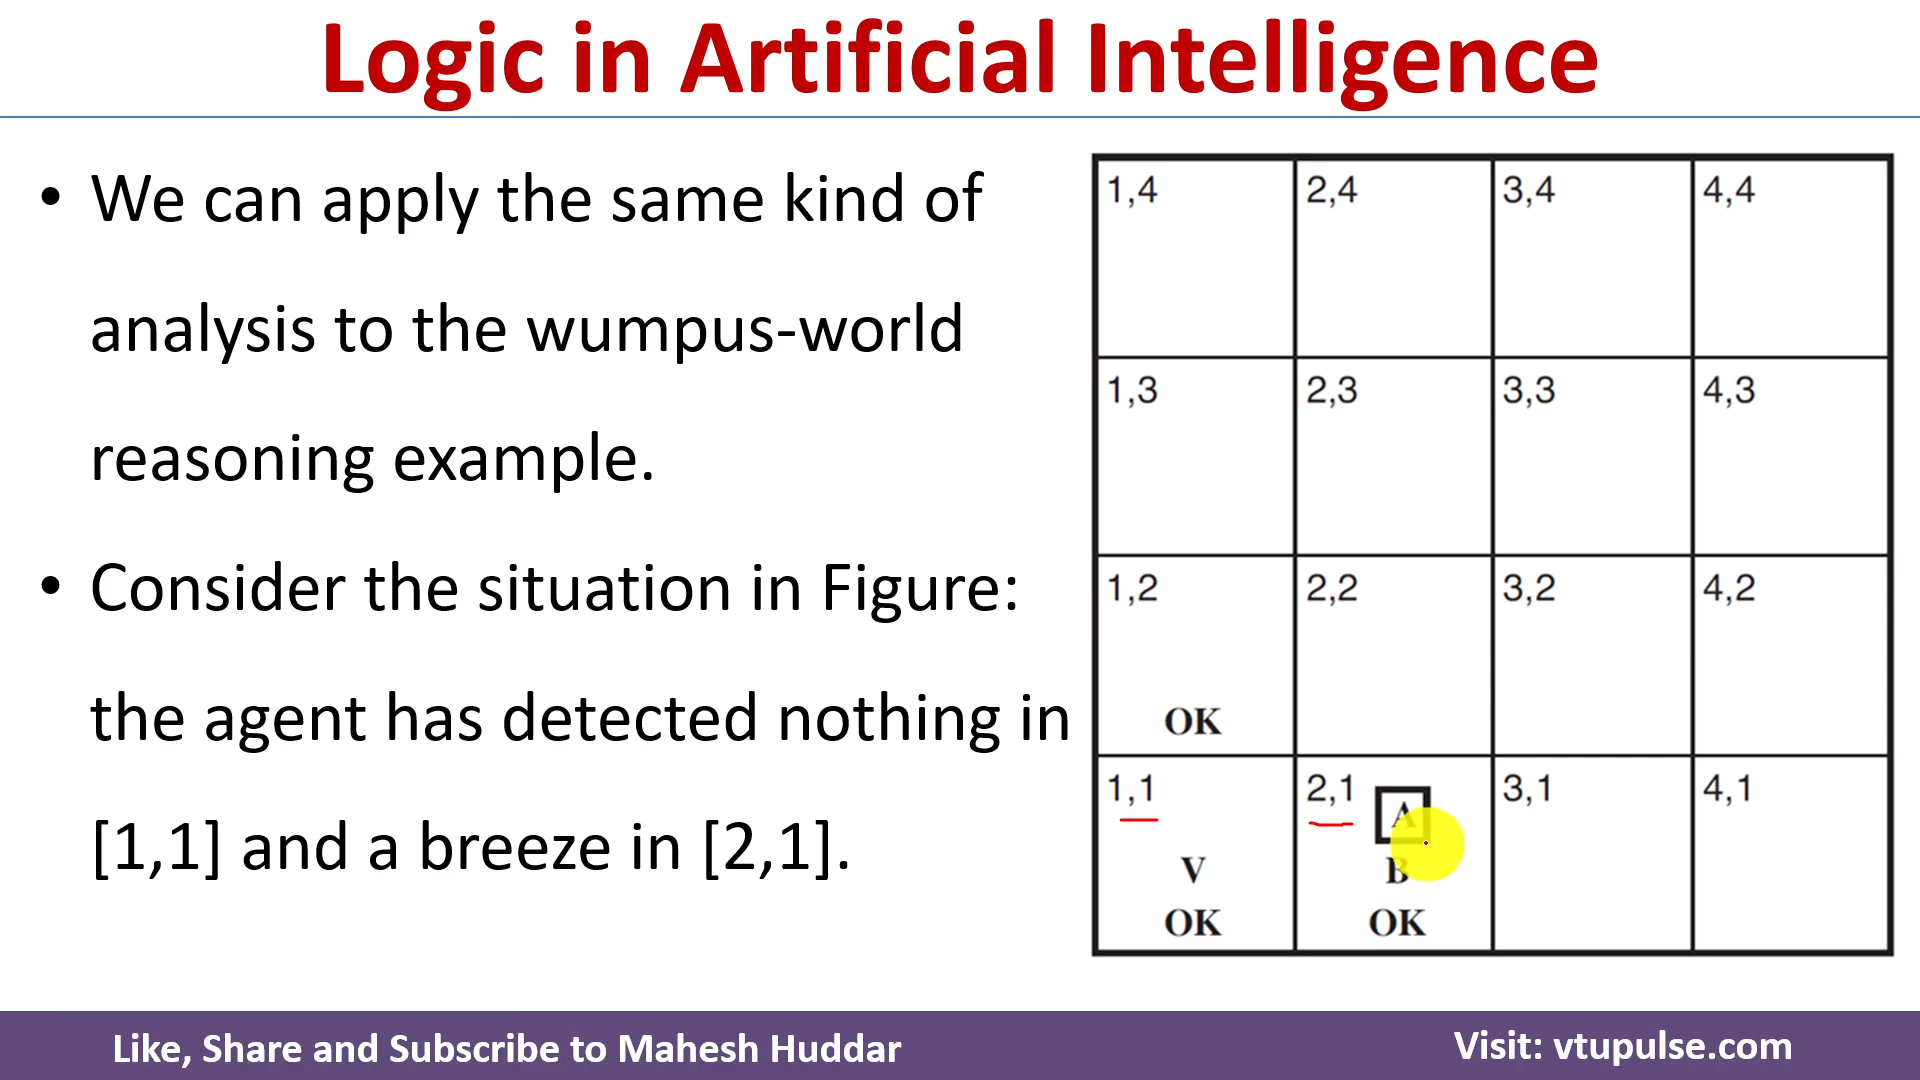 Logic in Artificial Intelligence
• We can apply the same kind of
analysis to the wumpus-world
reasoning example.
• Consider the situation in Figure:
the agent has detected nothing in
[1,1] and a breeze in [2,1].
1,4 2,4 3,4 4,4
1,3 2,3 3,3 4,3
1,2 2,2 3,2 4,2
OK
1,1 2,1 3,1 4,1
A
V B
OK OK
Like, Share and Subscribe to Mahesh Huddar
Visit: vtupulse.com